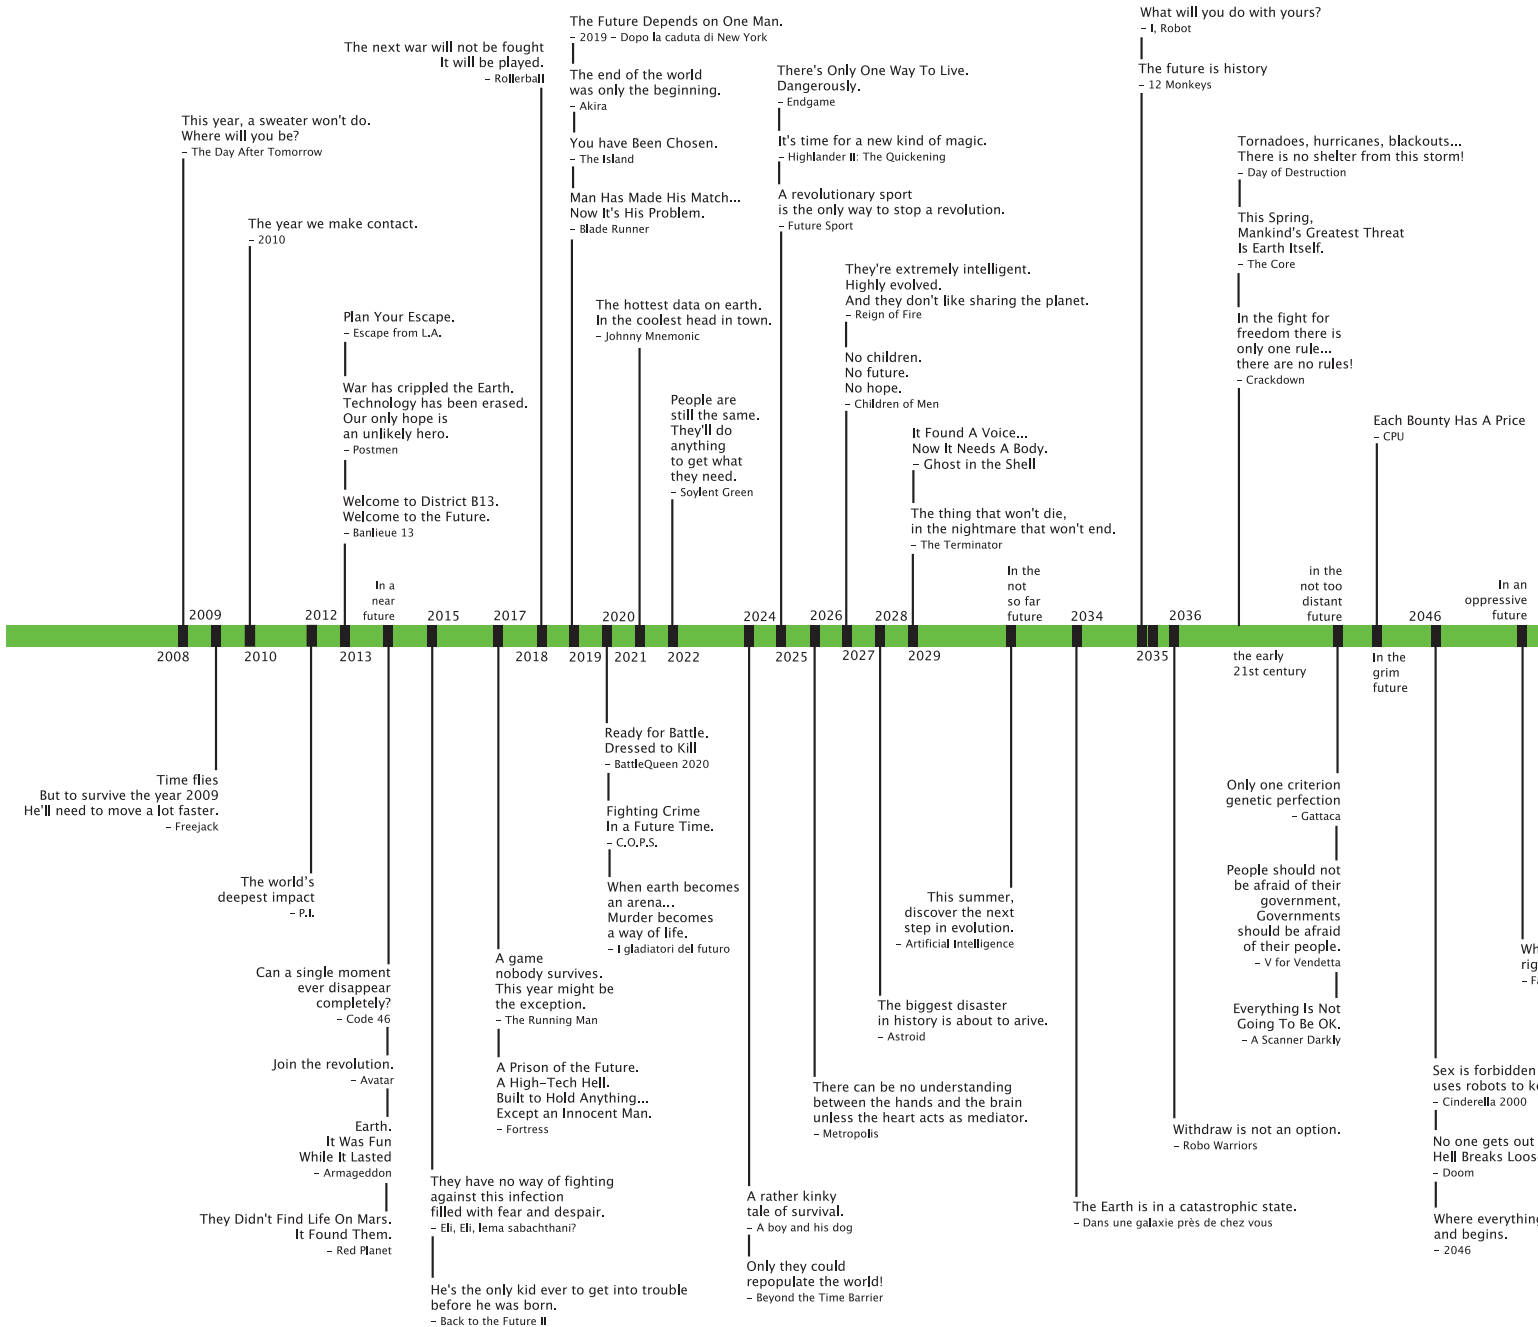 What will you do with yours?
– I, Robot
The future is history
– 12 Monkeys
The Future Depends on One Man.
– 2019 – Dopo la caduta di New York
The end of the world
was only the beginning.
– Akira
You have Been Chosen.
– The Island
Man Has Made His Match...
Now It's His Problem.
– Blade Runner
The next war will not be fought
It will be played.
– Rollerball
There's Only One Way To Live.
Dangerously.
– Endgame
It's time for a new kind of magic.
– Highlander II: The Quickening
A revolutionary sport
is the only way to stop a revolution.
– Future Sport
This year, a sweater won't do.
Where will you be?
– The Day After Tomorrow
The year we make contact.
– 2010
Tornadoes, hurricanes, blackouts...
There is no shelter from this storm!
– Day of Destruction
This Spring,
Mankind's Greatest Threat
Is Earth Itself.
– The Core
In the fight for
freedom there is
only one rule...
there are no rules!
– Crackdown
They're extremely intelligent.
Highly evolved.
And they don't like sharing the planet.
– Reign of Fire
No children.
No future.
No hope.
– Children of Men
Plan Your Escape.
– Escape from L.A.
War has crippled the Earth.
Technology has been erased.
Our only hope is
an unlikely hero.
– Postmen
Welcome to District B13.
Welcome to the Future.
– Banlieue 13
The hottest data on earth.
In the coolest head in town.
– Johnny Mnemonic
People are
still the same.
They'll do
anything
to get what
they need.
– Soylent Green
It Found A Voice...
Now It Needs A Body.
– Ghost in the Shell
The thing that won't die,
in the nightmare that won't end.
– The Terminator
Each Bounty Has A Price
– CPU
2009
2012
In a
near
future
2015
2017
2020
2024
2026
2028
In the
not
so far
future
2034
2036
in the
not too
distant
future
2046
In an
oppressive
future
2008
2010
2013
2018
2019
2021
2022
2025
2027
2029
2035
the early
21st century
In the
grim
future
Time flies
But to survive the year 2009
He'll need to move a lot faster.
– Freejack
The world's
deepest impact
– P.I.
Can a single moment
ever disappear
completely?
– Code 46
Join the revolution.
– Avatar
Earth.
It Was Fun
While It Lasted
– Armageddon
They Didn't Find Life On Mars.
It Found Them.
– Red Planet
They have no way of fighting
against this infection
filled with fear and despair.
– Eli, Eli, lema sabachthani?
He's the only kid ever to get into trouble
before he was born.
– Back to the Future II
A game
nobody survives.
This year might be
the exception.
– The Running Man
A Prison of the Future.
A High–Tech Hell.
Built to Hold Anything...
Except an Innocent Man.
– Fortress
Ready for Battle.
Dressed to Kill
– BattleQueen 2020
Fighting Crime
In a Future Time.
– C.O.P.S.
When earth becomes
an arena...
Murder becomes
a way of life.
– I gladiatori del futuro
A rather kinky
tale of survival.
– A boy and his dog
Only they could
repopulate the world!
– Beyond the Time Barrier
There can be no understanding
between the hands and the brain
unless the heart acts as mediator.
– Metropolis
The biggest disaster
in history is about to arive.
– Astroid
This summer,
discover the next
step in evolution.
– Artificial Intelligence
The Earth is in a catastrophic state.
– Dans une galaxie près de chez vous
Withdraw is not an option.
– Robo Warriors
Only one criterion
genetic perfection
– Gattaca
People should not
be afraid of their
government,
Governments
should be afraid
of their people.
– V for Vendetta
Everything Is Not
Going To Be OK.
– A Scanner Darkly
Sex is forbidden
uses robots to
– Cinderella 2000
No one gets out
Hell Breaks
– Doom
Where everything
and begins.
– 2046